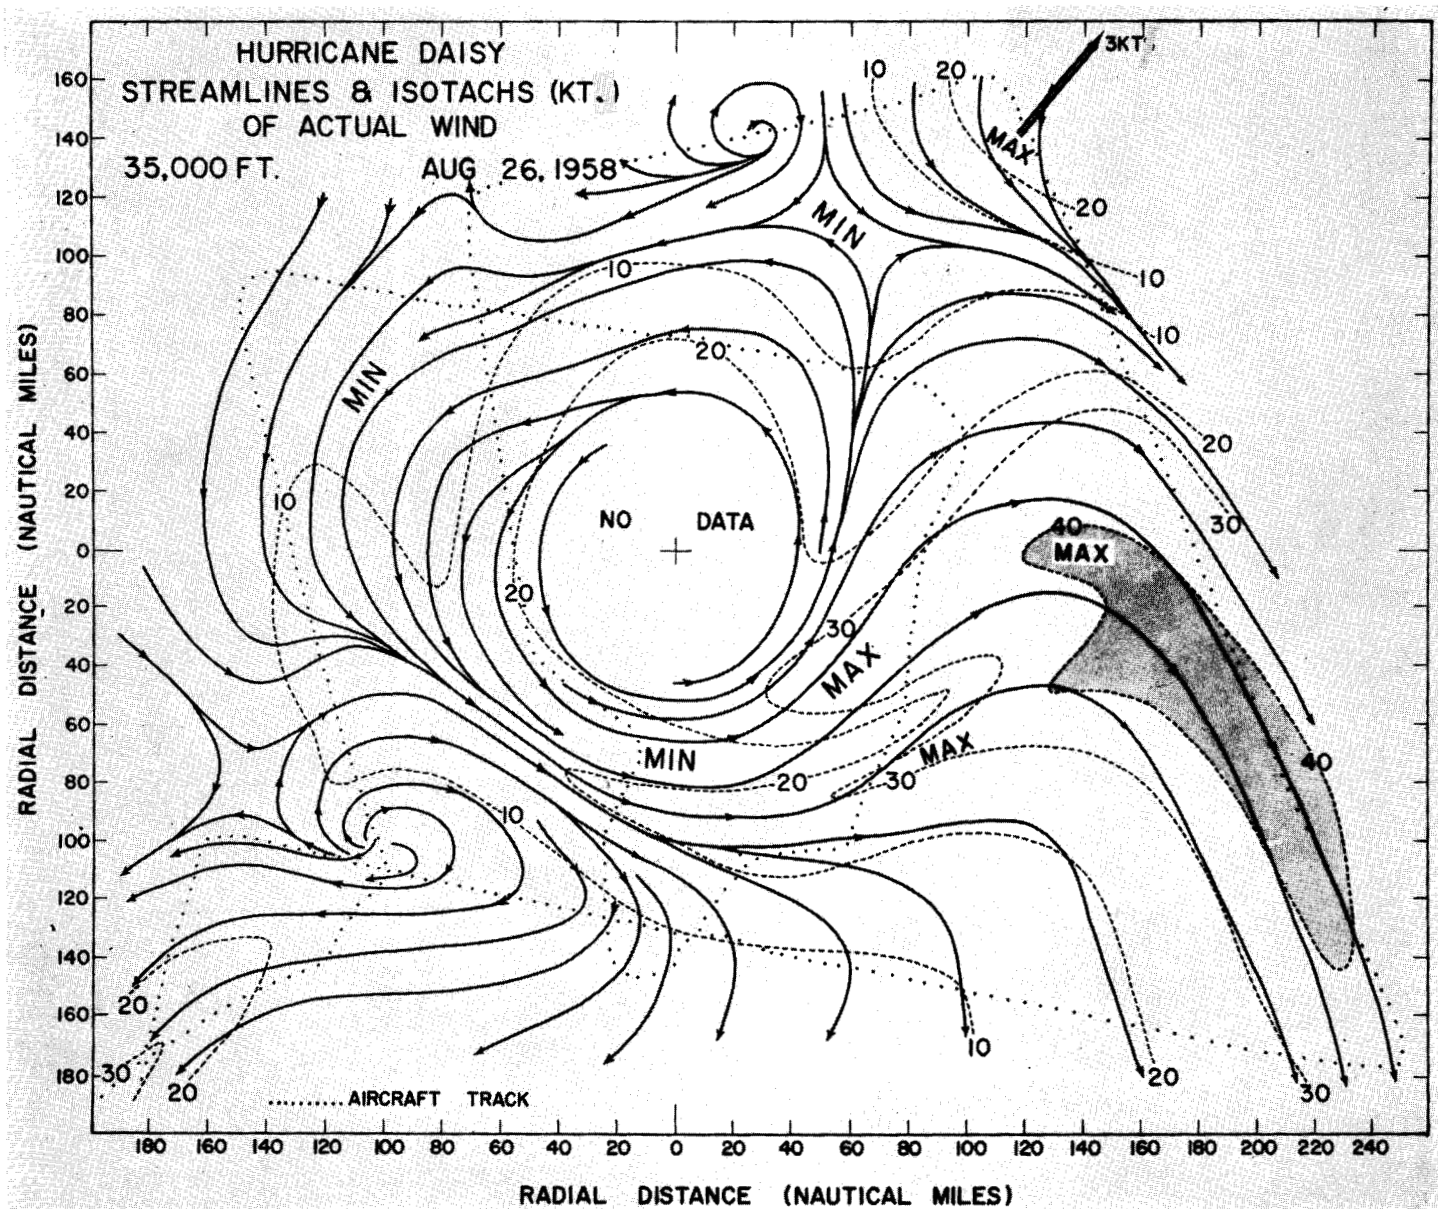 HURRICANE DAISY
STREAMLINES & ISOTACHS (KT.)
OF ACTUAL WIND
35,000 FT. AUG 26, 1958
10 20
3KT
MAX
20
MIN
10
10
10
20
MIN
20
10
30
NO DATA
40
MAX
20
30
MAX
MIN
MAX
20
30
40
10
20
30
20
10
20
30
AIRCRAFT TRACK
160
140
120
100
80
60
40
20
0
20
40
60
80
100
120
140
160
180
RADIAL DISTANCE (NAUTICAL MILES)
180 160 140 120 100 80 60 40 20 0 20 40 60 80 100 120 140 160 180 200 220 240
RADIAL DISTANCE (NAUTICAL MILES)